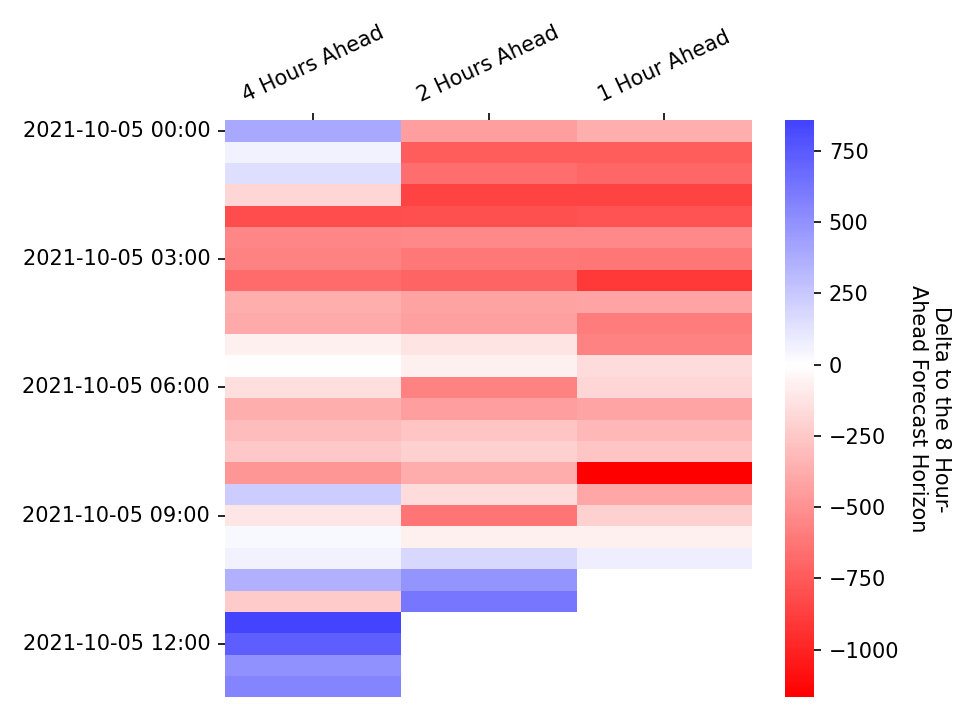 4 Hours Ahead
2 Hours Ahead
1 Hour Ahead
2021-10-05 00:00
2021-10-05 03:00
2021-10-05 06:00
2021-10-05 09:00
2021-10-05 12:00
750
500
250
0
−250
−500
−750
−1000
Delta to the 8 Hour-
Ahead Forecast Horizon